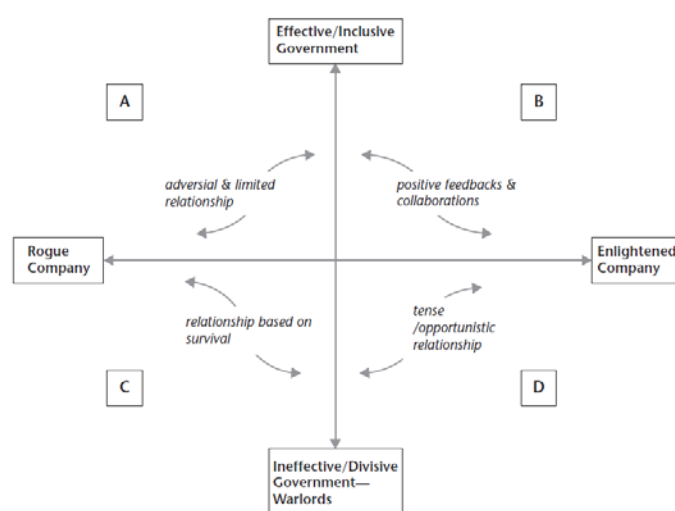 Effective/Inclusive
Government
A
B
adversial & limited
relationship
positive feedbacks &
collaborations
Rogue
Company
Enlightened
Company
relationship based on
survival
tense
/opportunistic
relationship
C
D
Ineffective/Divisive
Government—
Warlords